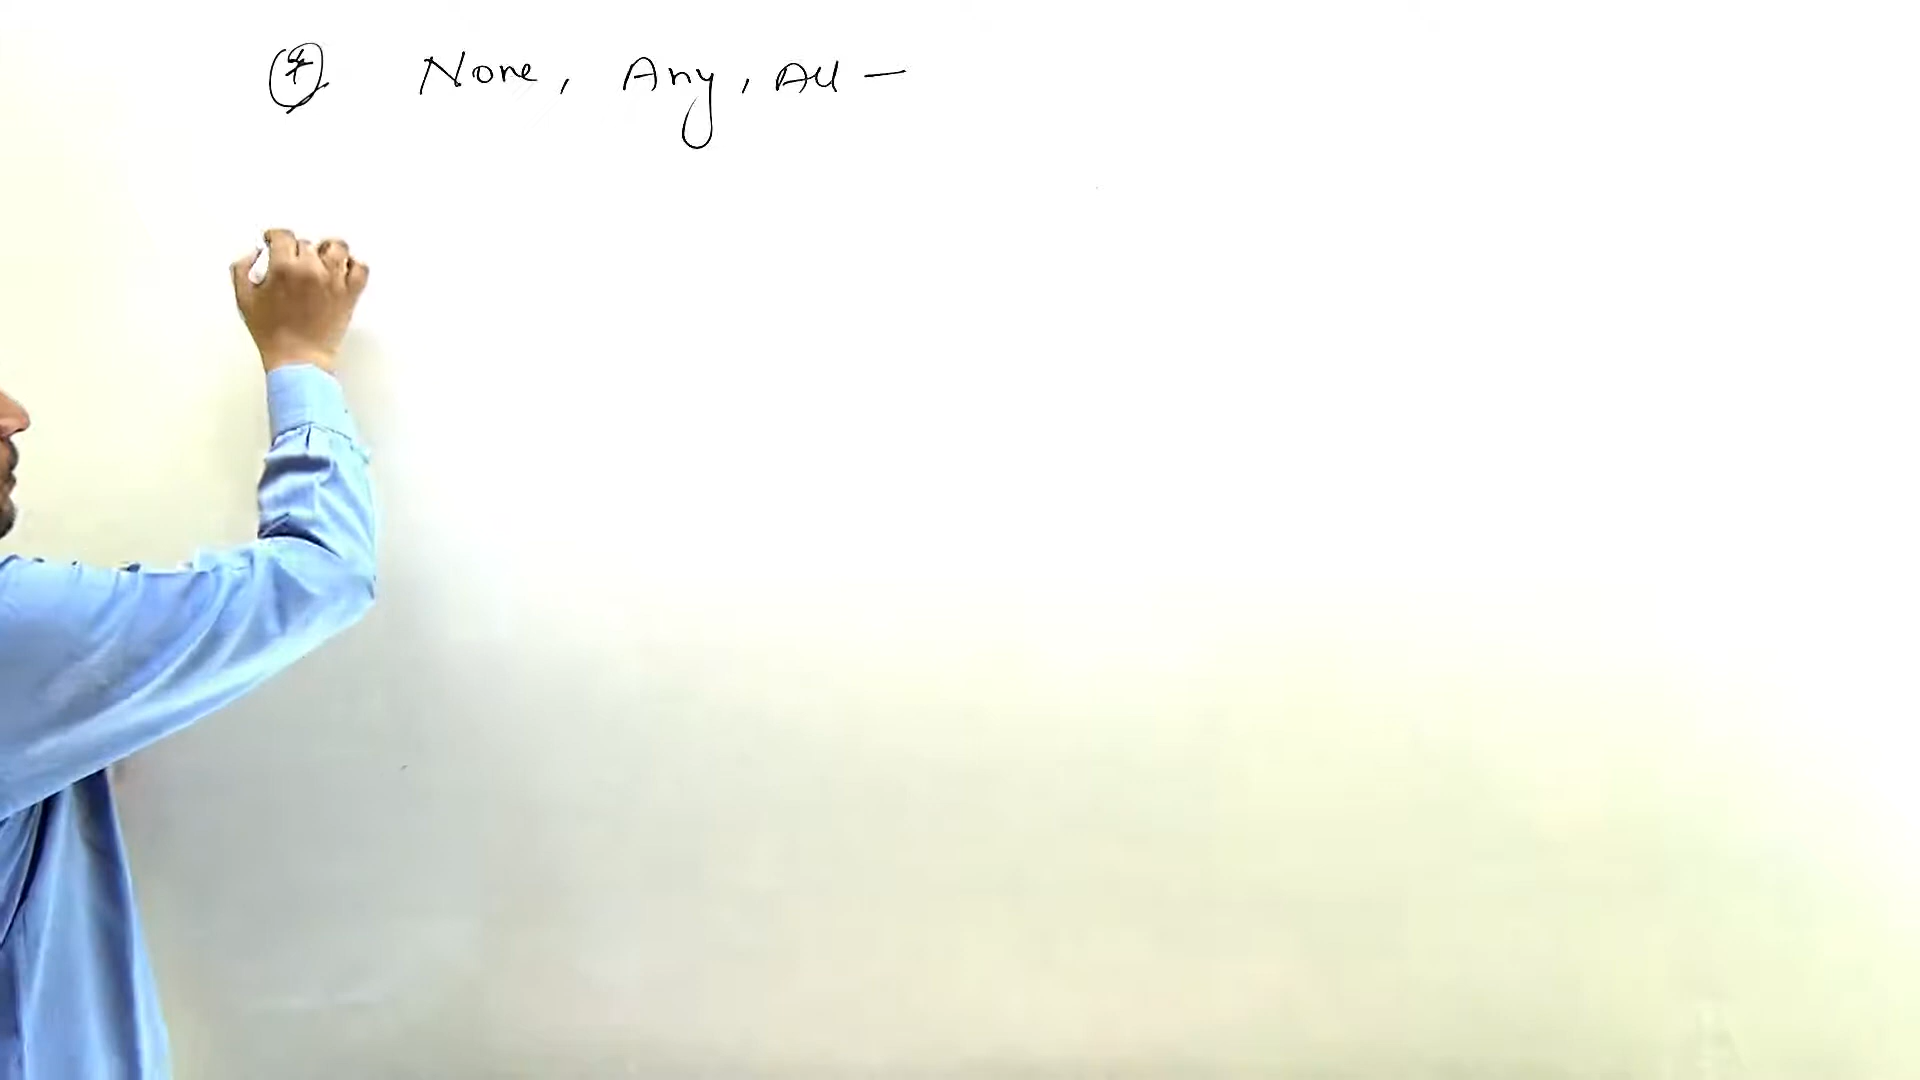 ④ None, Any, All —